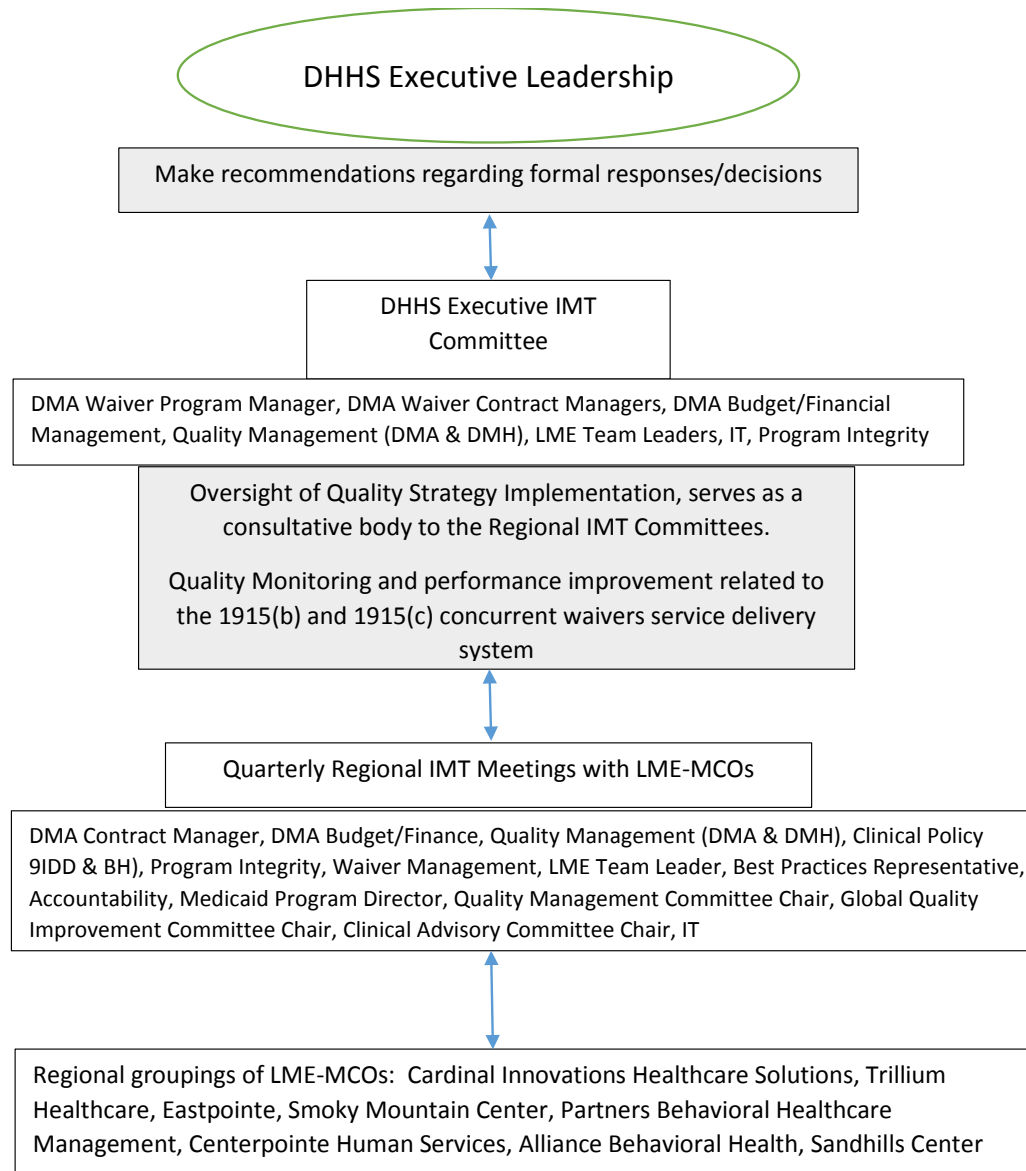 DHHS Executive Leadership
Make recommendations regarding formal responses/decisions
DHHS Executive IMT
Committee
DMA Waiver Program Manager, DMA Waiver Contract Managers, DMA Budget/Financial
Management, Quality Management (DMA & DMH), LME Team Leaders, IT, Program Integrity
Oversight of Quality Strategy Implementation, serves as a
consultative body to the Regional IMT Committees.
Quality Monitoring and performance improvement related to
the 1915(b) and 1915(c) concurrent waivers service delivery
system
Quarterly Regional IMT Meetings with LME-MCOs
DMA Contract Manager, DMA Budget/Finance, Quality Management (DMA & DMH), Clinical Policy
9IDD & BH), Program Integrity, Waiver Management, LME Team Leader, Best Practices Representative,
Accountability, Medicaid Program Director, Quality Management Committee Chair, Global Quality
Improvement Committee Chair, Clinical Advisory Committee Chair, IT
Regional groupings of LME-MCOs:  Cardinal Innovations Healthcare Solutions, Trillium
Healthcare, Eastpointe, Smoky Mountain Center, Partners Behavioral Healthcare
Management, Centerpointe Human Services, Alliance Behavioral Health, Sandhills Center